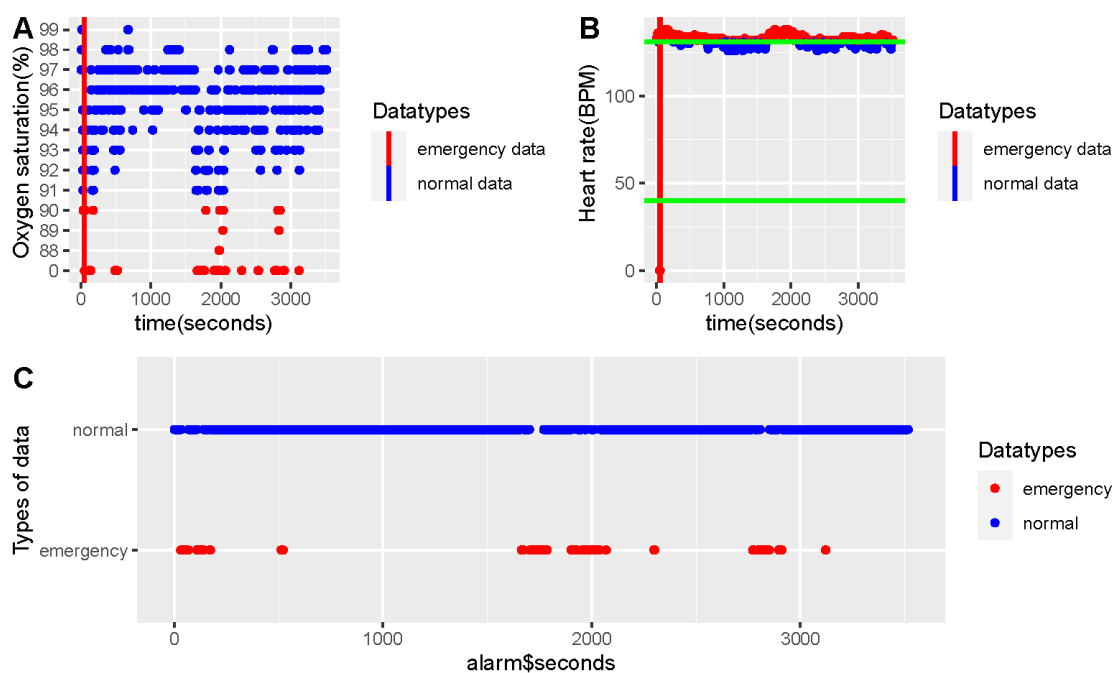 A
Oxygen saturation(%)
99
98
97
96
95
94
93
92
91
90
89
88
0
0 1000 2000 3000
time(seconds)
Datatypes
emergency data
normal data
B
Heart rate(BPM)
100
50
0
0 1000 2000 3000
time(seconds)
Datatypes
emergency data
normal data
C
Types of data
normal
emergency
0 1000 2000 3000
alarm$seconds
Datatypes
emergency
normal